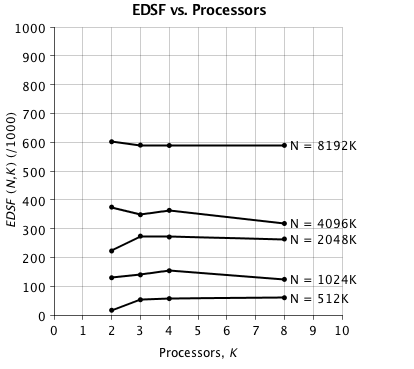 EDSF vs. Processors
1000
900
800
700
600
500
400
300
200
100
0
EDSF (N,K) (/1000)
N = 8192K
N = 4096K
N = 2048K
N = 1024K
N = 512K
0 1 2 3 4 5 6 7 8 9 10
Processors, K